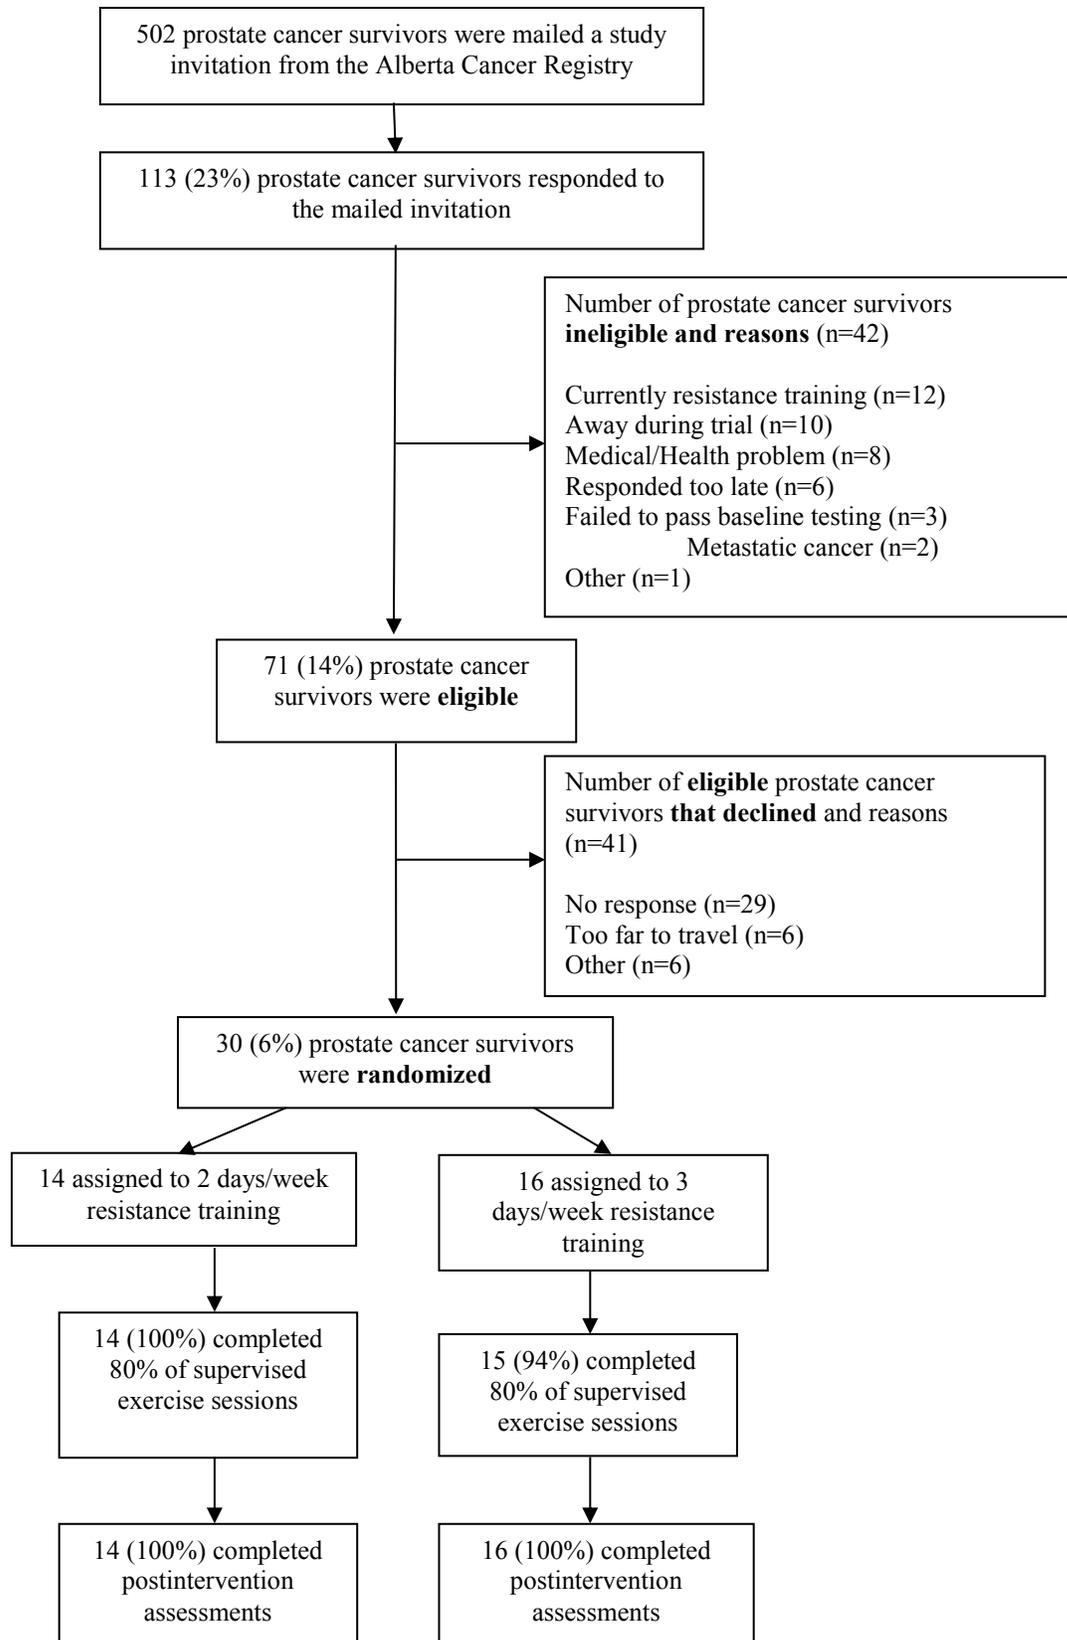 502 prostate cancer survivors were mailed a study
invitation from the Alberta Cancer Registry
113 (23%) prostate cancer survivors responded to
the mailed invitation
Number of prostate cancer survivors
ineligible and reasons (n=42)
Currently resistance training (n=12)
Away during trial (n=10)
Medical/Health problem (n=8)
Responded too late (n=6)
Failed to pass baseline testing (n=3)
Metastatic cancer (n=2)
Other (n=1)
71 (14%) prostate cancer
survivors were eligible
Number of eligible prostate cancer
survivors that declined and reasons
(n=41)
No response (n=29)
Too far to travel (n=6)
Other (n=6)
30 (6%) prostate cancer survivors
were randomized
14 assigned to 2 days/week
resistance training
16 assigned to 3
days/week resistance
training
14 (100%) completed
80% of supervised
exercise sessions
15 (94%) completed
80% of supervised
exercise sessions
14 (100%) completed
postintervention
assessments
16 (100%) completed
postintervention
assessments